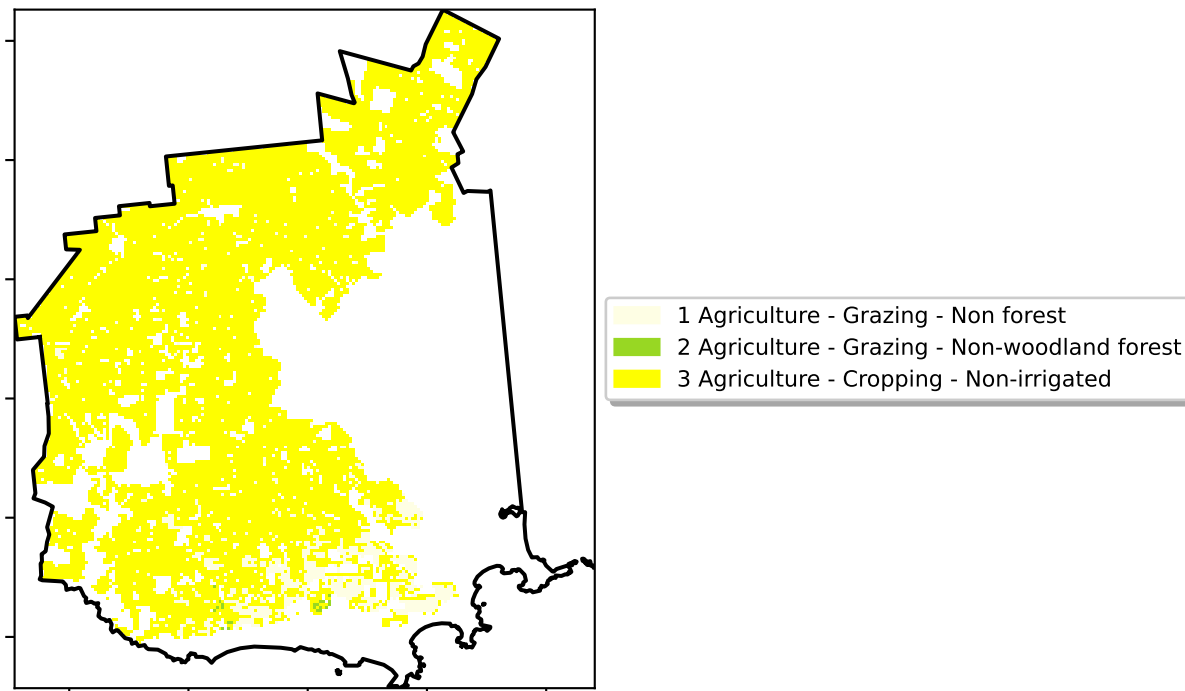 1 Agriculture - Grazing - Non forest
2 Agriculture - Grazing - Non-woodland forest
3 Agriculture - Cropping - Non-irrigated